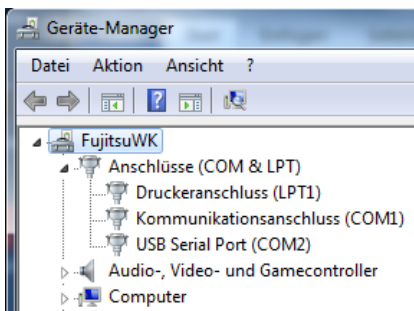 Geräte-Manager
Datei Aktion Ansicht ?
FujitsuWK
Anschlüsse (COM & LPT)
Druckeranschluss (LPT1)
Kommunikationsanschluss (COM1)
USB Serial Port (COM2)
Audio-, Video- und Gamecontroller
Computer